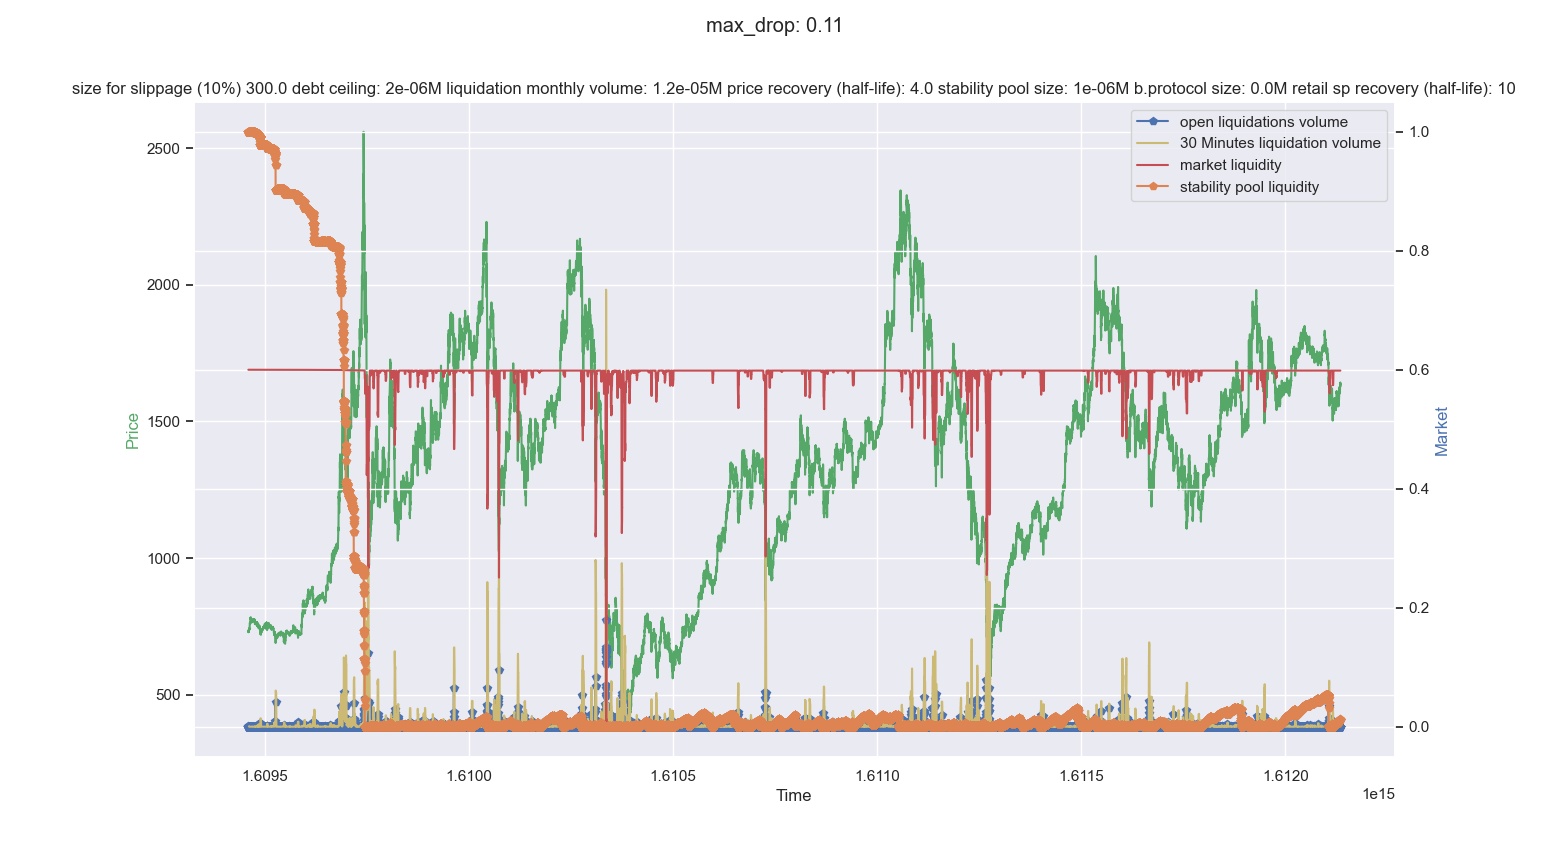 max_drop: 0.11
size for slippage (10%) 300.0 debt ceiling: 2e-06M liquidation monthly volume: 1.2e-05M price recovery (half-life): 4.0 stability pool size: 1e-06M b.protocol size: 0.0M retail sp recovery (half-life): 10
open liquidations volume
30 Minutes liquidation volume
market liquidity
stability pool liquidity
2500
2000
1500
1000
500
Price
1.0
0.8
0.6
0.4
0.2
0.0
Market
1.6095
1.6100
1.6105
1.6110
1.6115
1.6120
1e15
Time